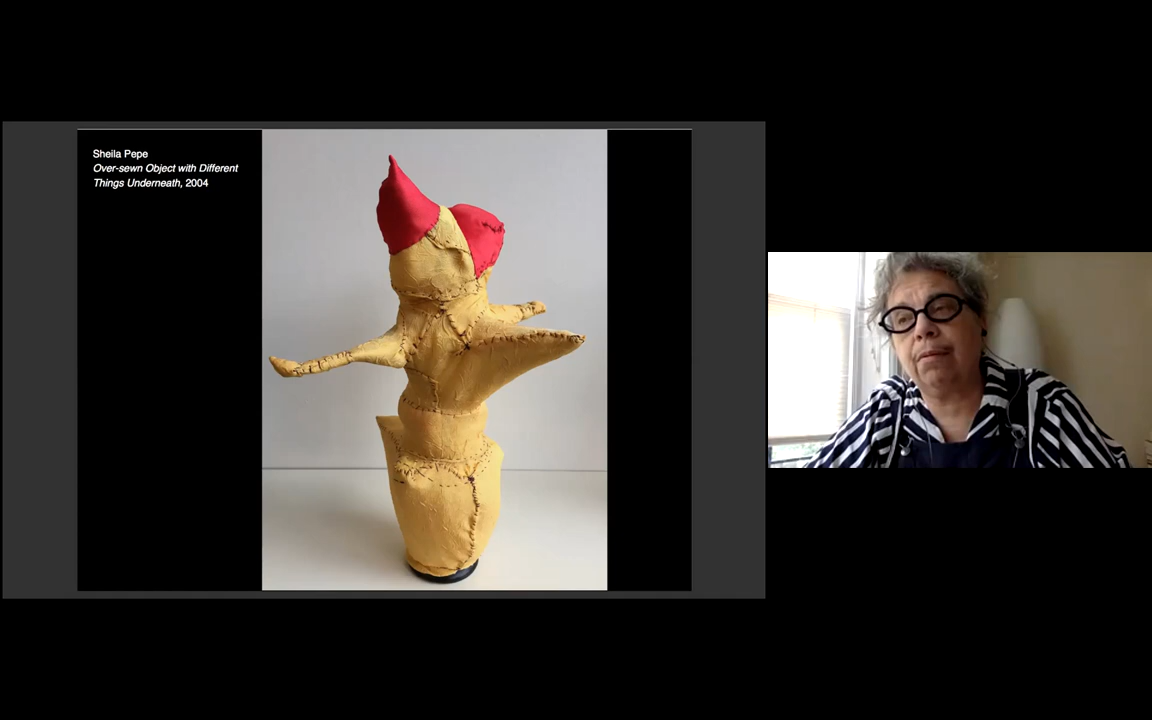 Sheila Pepe
Over-sewn Object with Different
Things Underneath, 2004